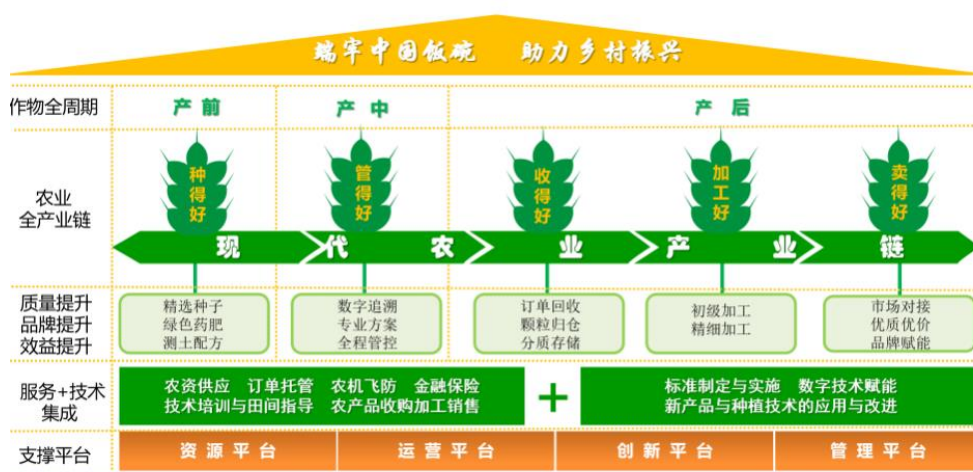 端牢中国饭碗 助力乡村振兴
作物全周期
产前
产中
产后
农业
全产业链
种得好
管得好
收得好
加工好
卖得好
现代农业产业链
质量提升
品牌提升
效益提升
精选种子
绿色药肥
测土配方
数字追溯
专业方案
全程管控
订单回收
颗粒归仓
分质存储
初级加工
精细加工
市场对接
优质优价
品牌赋能
服务+技术
集成
农资供应 订单托管 农机飞防 金融保险
技术培训与田间指导 农产品收购加工销售
+
标准制定与实施 数字技术赋能
新产品与种植技术的应用与改进
支撑平台
资源平台
运营平台
创新平台
管理平台